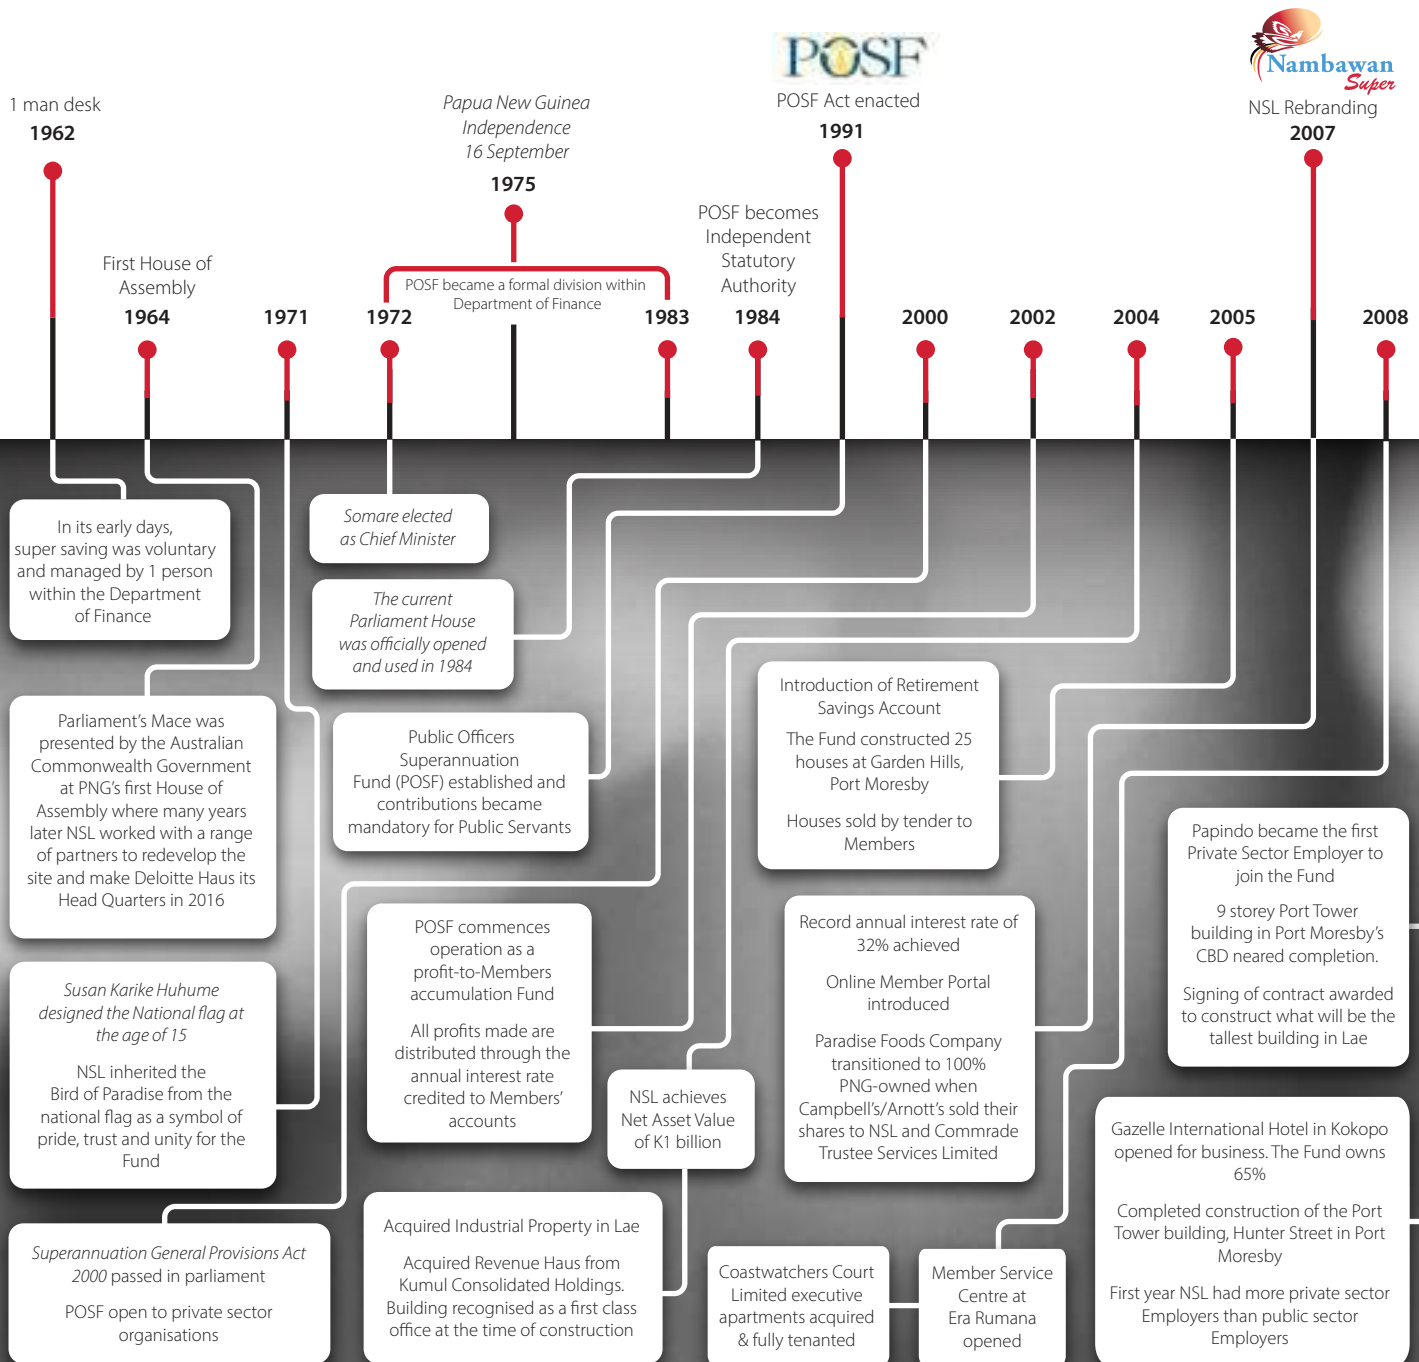 POSF
Nambawan
Super
1 man desk
1962
Papua New Guinea
Independence
16 September
1975
POSF Act enacted
1991
NSL Rebranding
2007
First House of
Assembly
1964
1971
1972
POSF became a formal division within
Department of Finance
1983
POSF becomes
Independent
Statutory
Authority
1984
2000
2002
2004
2005
2008
In its early days,
super saving was voluntary
and managed by 1 person
within the Department
of Finance
Somare elected
as Chief Minister
The current
Parliament House
was officially opened
and used in 1984
Parliament’s Mace was
presented by the Australian
Commonwealth Government
at PNG’s first House of
Assembly where many years
later NSL worked with a range
of partners to redevelop the
site and make Deloitte Haus its
Head Quarters in 2016
Public Officers
Superannuation
Fund (POSF) established and
contributions became
mandatory for Public Servants
Introduction of Retirement
Savings Account
The Fund constructed 25
houses at Garden Hills,
Port Moresby
Houses sold by tender to
Members
Papindo became the first
Private Sector Employer to
join the Fund
9 storey Port Tower
building in Port Moresby’s
CBD neared completion.
Signing of contract awarded
to construct what will be the
tallest building in Lae
POSF commences
operation as a
profit-to-Members
accumulation Fund
All profits made are
distributed through the
annual interest rate
credited to Members’
accounts
Record annual interest rate of
32% achieved
Online Member Portal
introduced
Paradise Foods Company
transitioned to 100%
PNG-owned when
Campbell’s/Arnott’s sold their
shares to NSL and Commrade
Trustee Services Limited
Susan Karike Huhume
designed the National flag at
the age of 15
NSL inherited the
Bird of Paradise from the
national flag as a symbol of
pride, trust and unity for the
Fund
NSL achieves
Net Asset Value
of K1 billion
Gazelle International Hotel in Kokopo
opened for business. The Fund owns
65%
Completed construction of the Port
Tower building, Hunter Street in Port
Moresby
First year NSL had more private sector
Employers than public sector
Employers
Superannuation General Provisions Act
2000 passed in parliament
POSF open to private sector
organisations
Acquired Industrial Property in Lae
Acquired Revenue Haus from
Kumul Consolidated Holdings.
Building recognised as a first class
office at the time of construction
Coastwatchers Court
Limited executive
apartments acquired
& fully tenanted
Member Service
Centre at
Era Rumana
opened